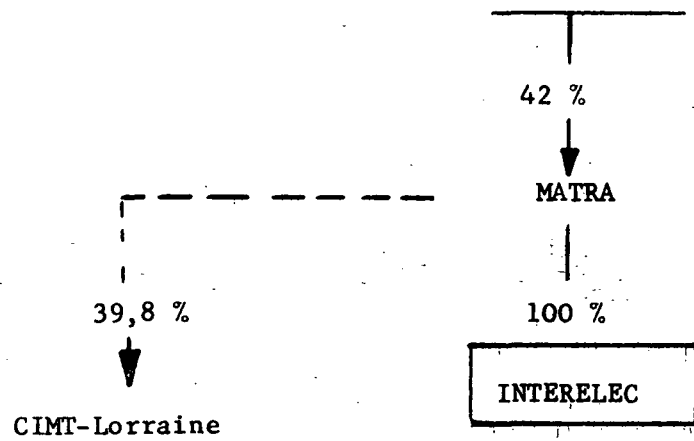 42 %
MATRA
39,8 %
100 %
INTERELEC
CIMT-Lorraine